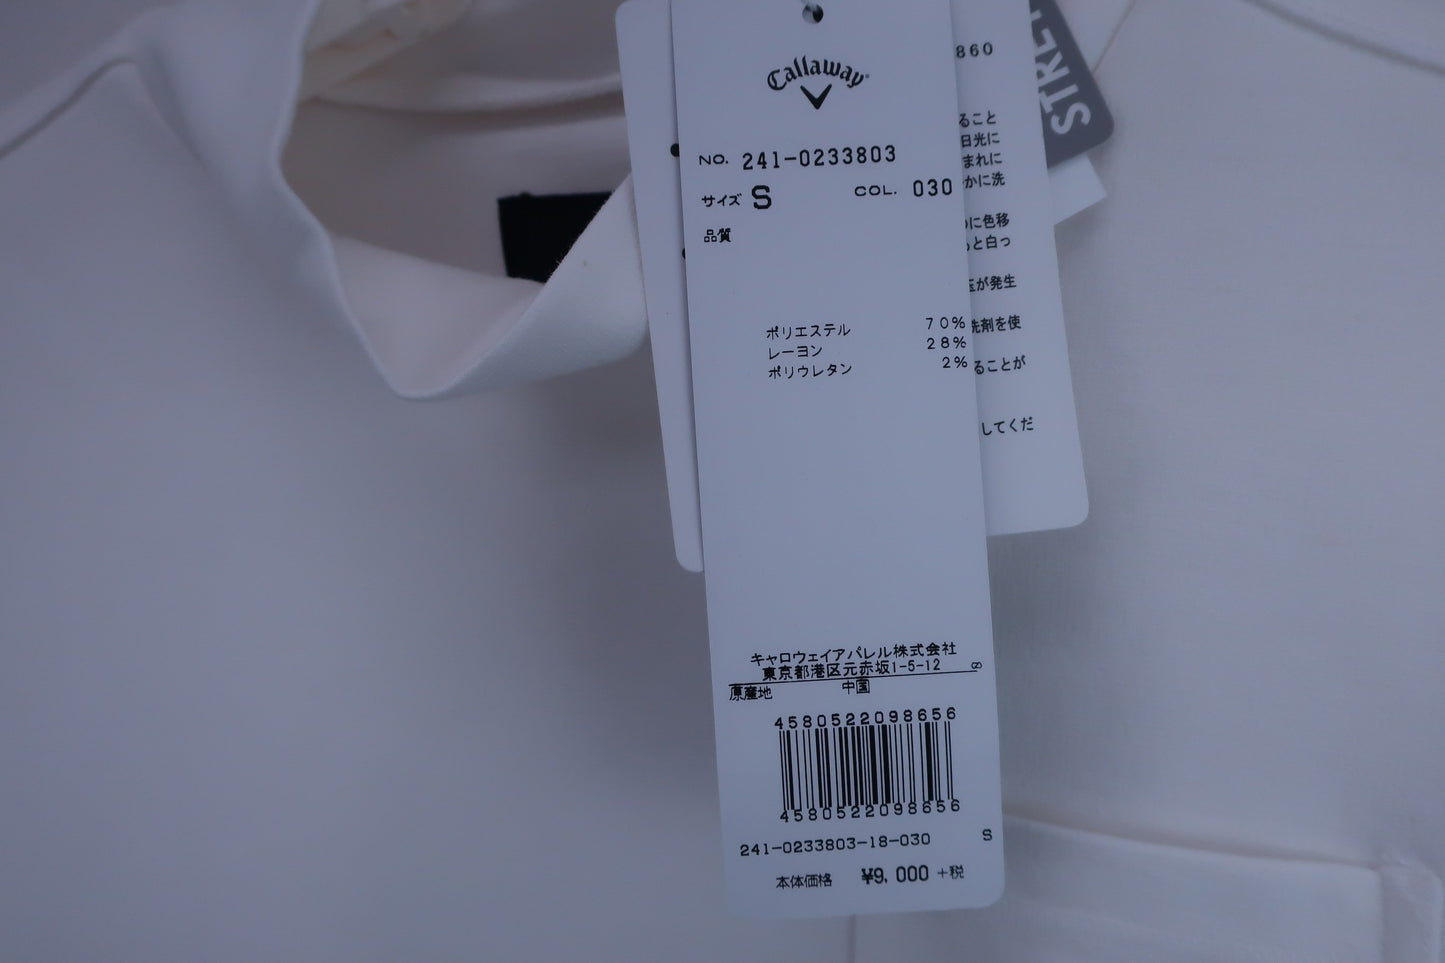 Callaway
NO. 241-0233803
サイズ S COL. 030
品質
ポリエステル 70%
レーヨン 28%
ポリウレタン 2%
キャロウェイアパレル株式会社
東京都港区元赤坂1-5-12
原産地 中国
4580522098656
4580522098656
241-0233803-18-030 S
本体価格 ¥9,000 +税
860
ること
日光に
まれに
かに洗
に色移
と白っ
玉が発生
洗剤を使
ることが
してくだ
STRET